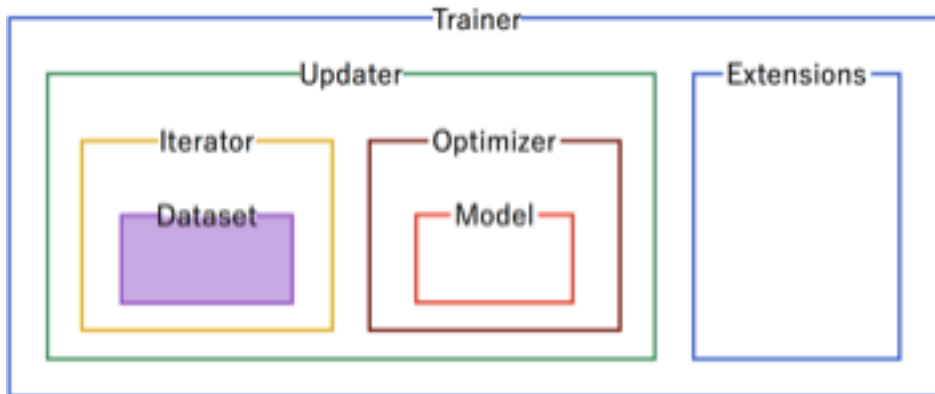 Trainer
Updater
Extensions
Iterator
Optimizer
Dataset
Model